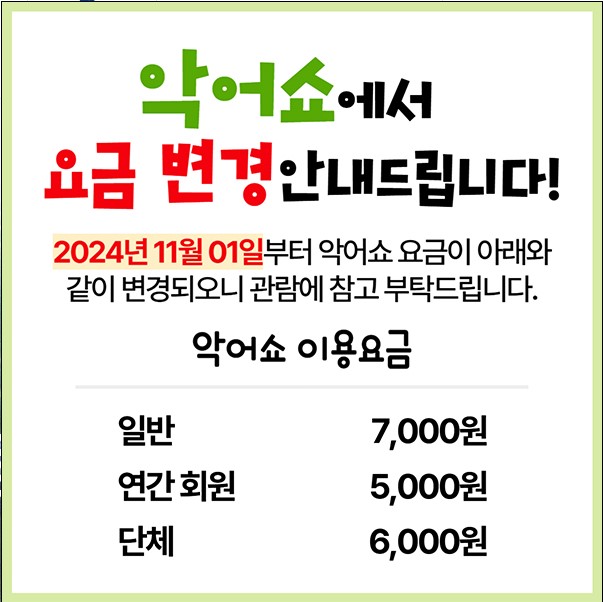 악어쇼에서
요금 변경안내드립니다!
2024년 11월 01일부터 악어쇼 요금이 아래와
같이 변경되오니 관람에 참고 부탁드립니다.
악어쇼 이용요금
일반 7,000원
연간 회원 5,000원
단체 6,000원